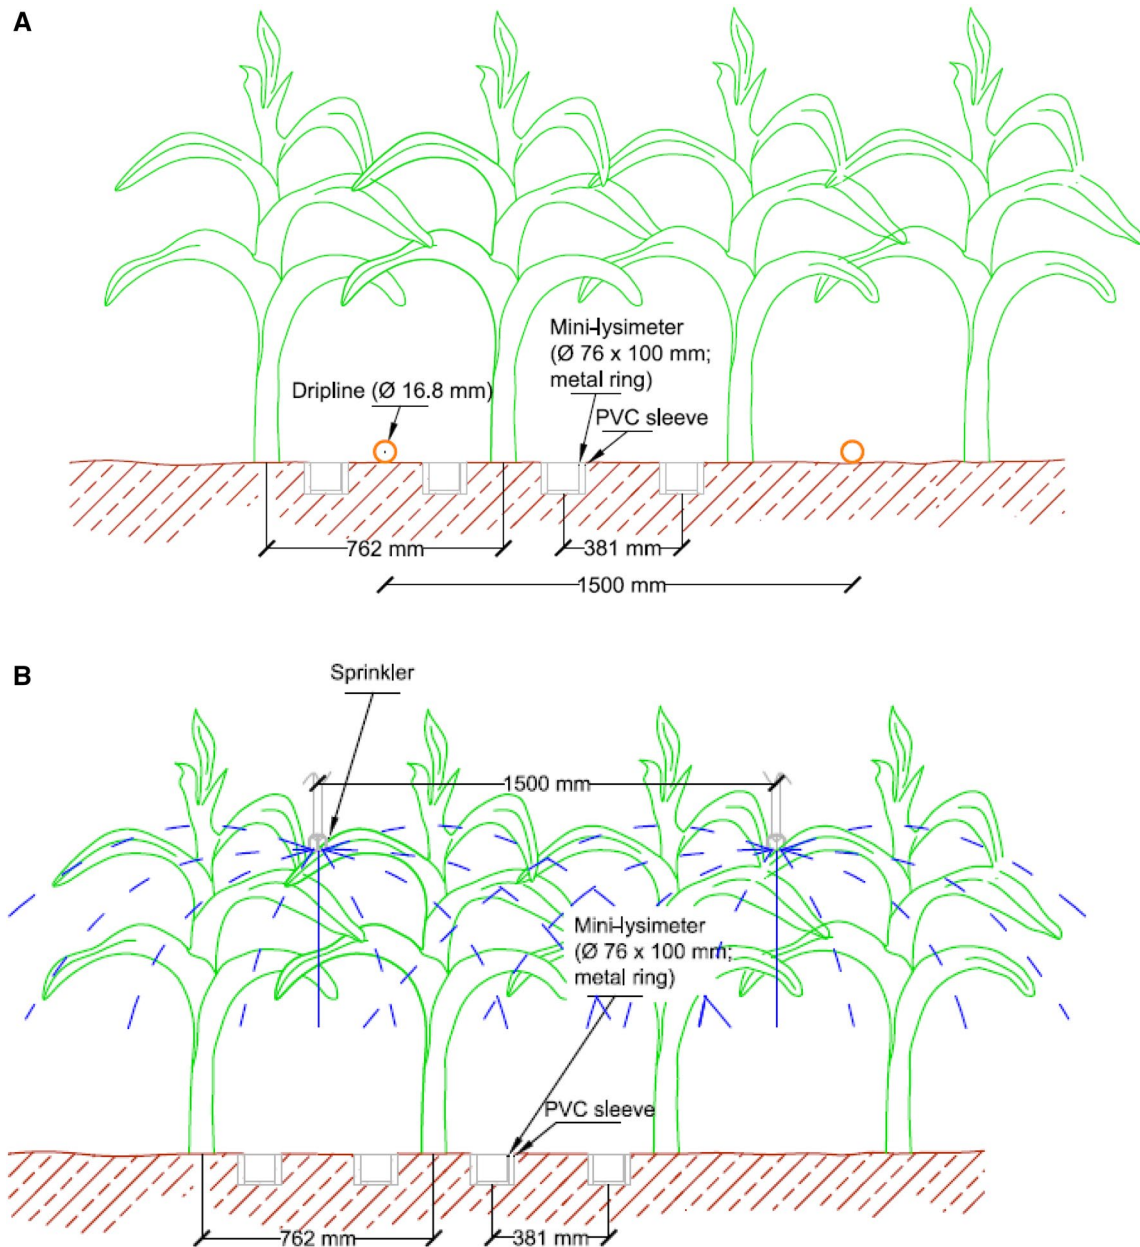 A
Mini-lysimeter
(Ø 76 x 100 mm;
metal ring)
Dripline (Ø 16.8 mm)
PVC sleeve
762 mm
381 mm
1500 mm
B
Sprinkler
1500 mm
Mini-lysimeter
(Ø 76 x 100 mm;
metal ring)
PVC sleeve
762 mm
381 mm